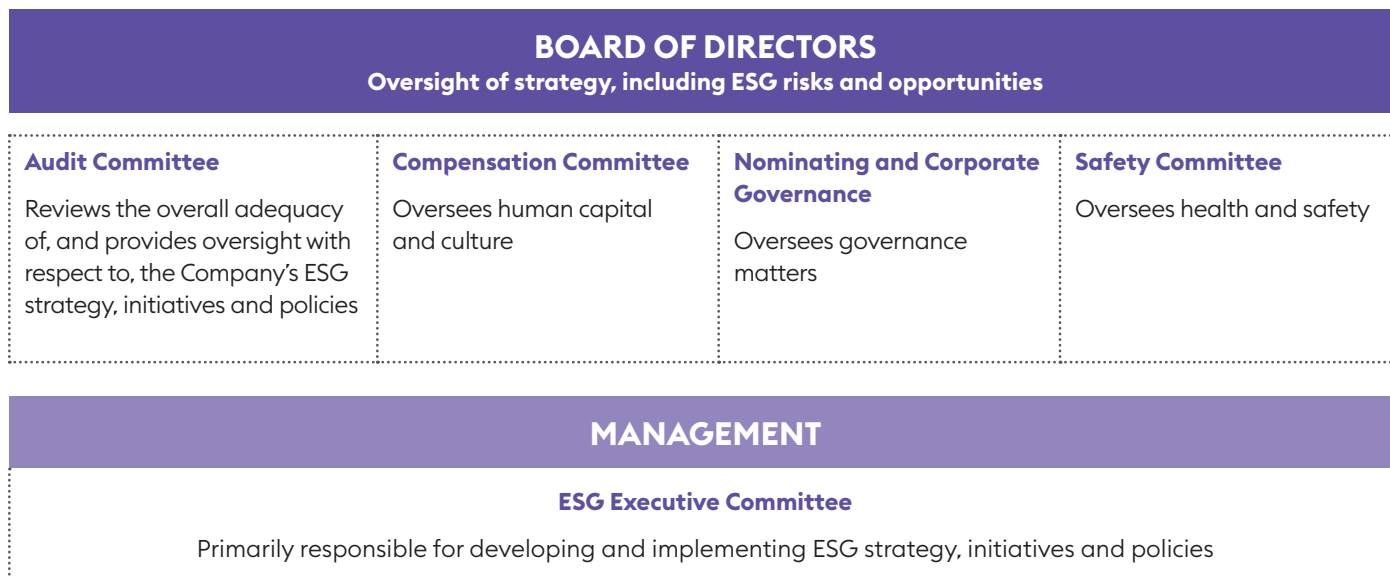 BOARD OF DIRECTORS
Oversight of strategy, including ESG risks and opportunities
Audit Committee
Reviews the overall adequacy
of, and provides oversight with
respect to, the Company’s ESG
strategy, initiatives and policies
Compensation Committee
Oversees human capital
and culture
Nominating and Corporate
Governance
Oversees governance
matters
Safety Committee
Oversees health and safety
MANAGEMENT
ESG Executive Committee
Primarily responsible for developing and implementing ESG strategy, initiatives and policies